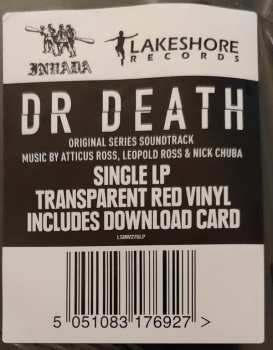 INVADA
LAKESHORE
RECORDS
DR DEATH
ORIGINAL SERIES SOUNDTRACK
MUSIC BY ATTICUS ROSS, LEOPOLD ROSS & NICK CHUBA
SINGLE LP
TRANSPARENT RED VINYL
INCLUDES DOWNLOAD CARD
5 051083 176927 >